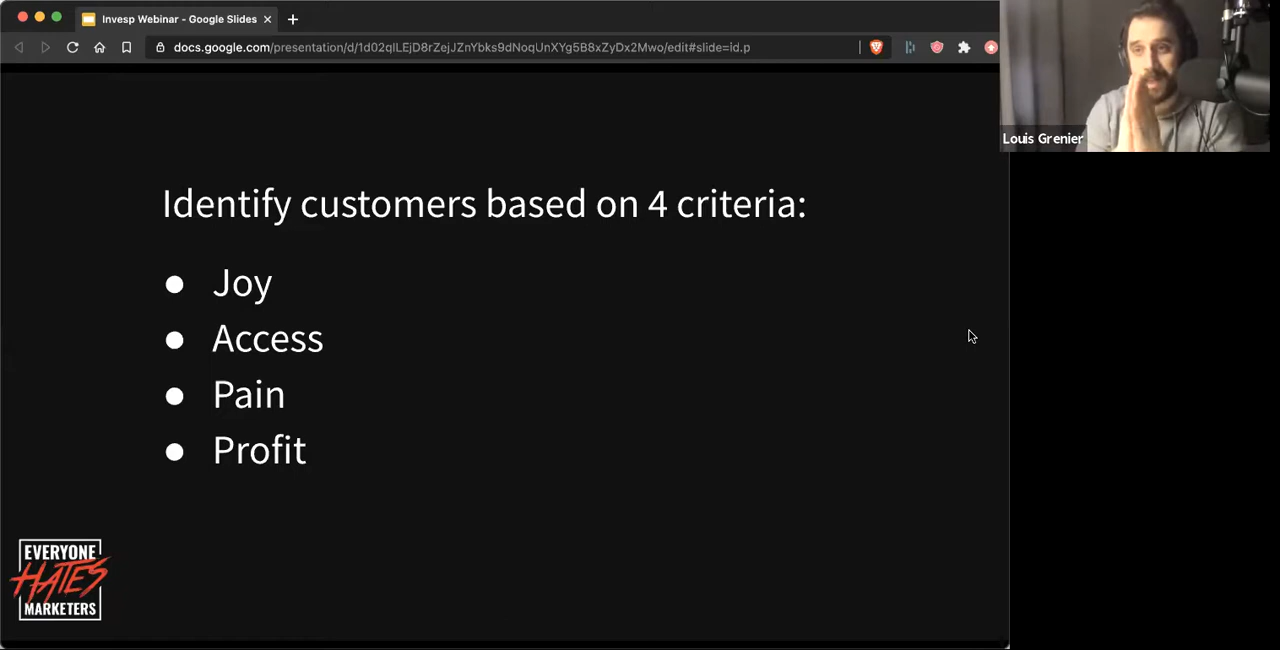 Invesp Webinar - Google Slides
docs.google.com/presentation/d/1d02qlLEjD8rZejJZnYbks9dNoqUnXYg5B8xZyDx2Mwo/edit#slide=id.p
Louis Grenier
Identify customers based on 4 criteria:
● Joy
● Access
● Pain
● Profit
EVERYONE
HATES
MARKETERS